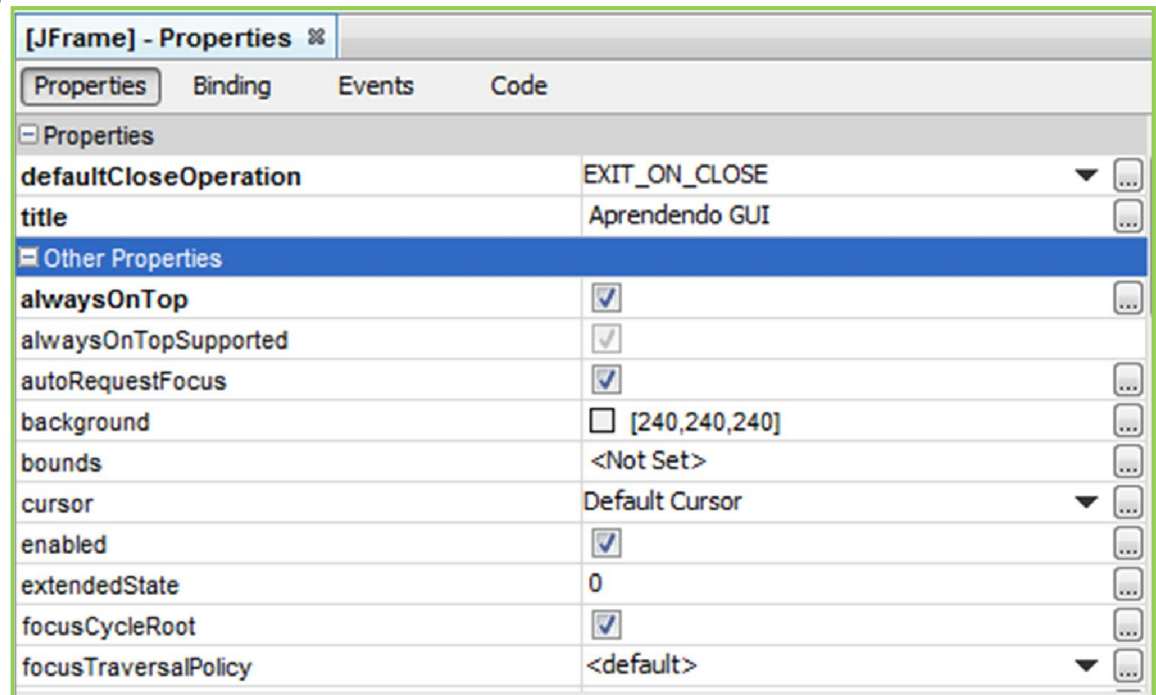 [JFrame] - Properties
Properties Binding Events Code
Properties
defaultCloseOperation EXIT_ON_CLOSE ...
title Aprendendo GUI ...
Other Properties
alwaysOnTop ...
alwaysOnTopSupported
autoRequestFocus ...
background [240,240,240] ...
bounds <Not Set> ...
cursor Default Cursor ...
enabled ...
extendedState 0 ...
focusCycleRoot ...
focusTraversalPolicy <default> ...